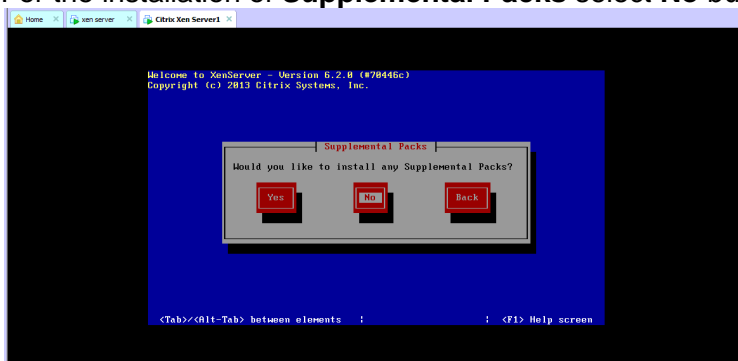 or the installation of Supplemental Packs select No bu
Home xen server Citrix Xen Server1
Welcome to XenServer - Version 6.2.0 (#70446c)
Copyright (c) 2013 Citrix Systems, Inc.
Supplemental Packs
Would you like to install any Supplemental Packs?
Yes No Back
<Tab>/<Alt-Tab> between elements ¦ ¦ <F1> Help screen